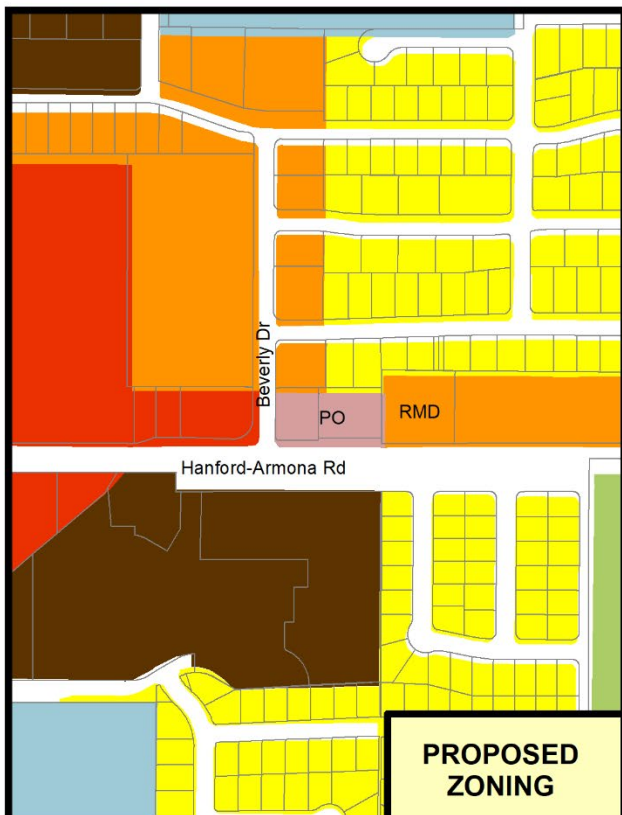 Beverly Dr
PO
RMD
Hanford-Armona Rd
PROPOSED
ZONING